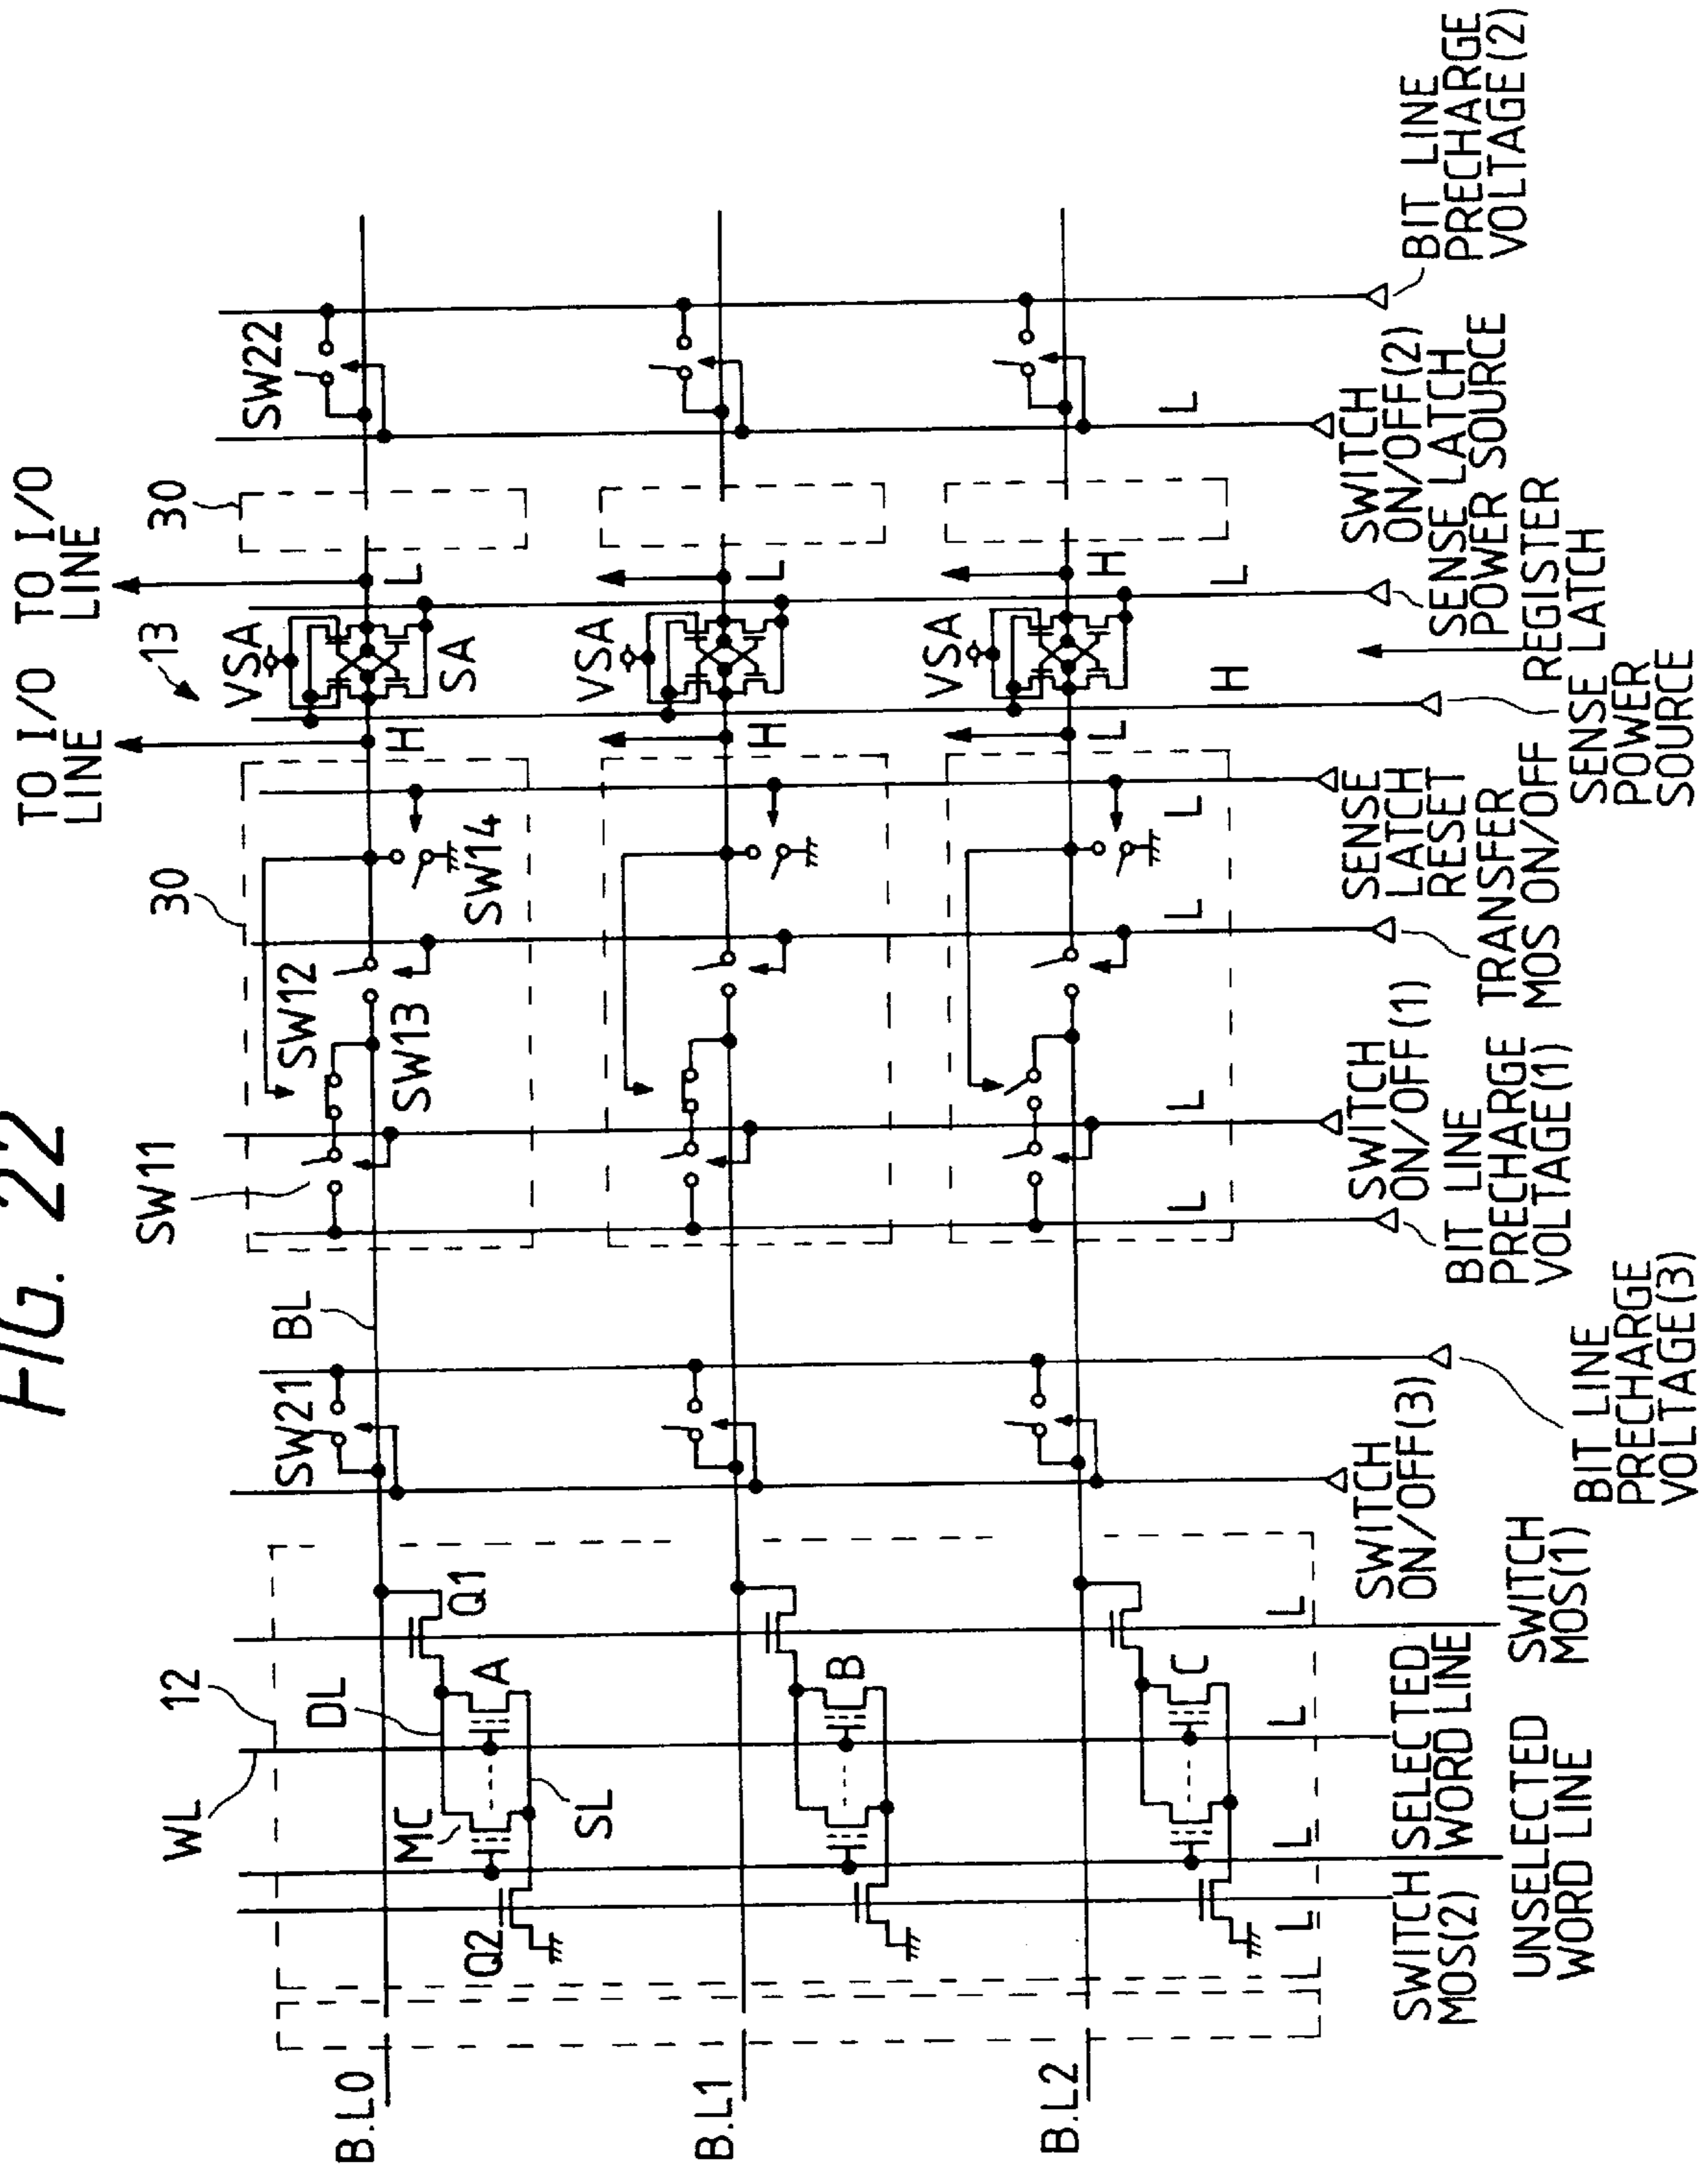 FIG. 22
TO I/O
LINE
TO I/O
LINE
13
30
30
12
WL
SW11
SW12
SW13
SW14
SW21
SW22
BL
DL
MC
SL
Q1
Q2
A
B
C
VSA
VSA
VSA
SA
H
L
H
L
L
H
B.L0
B.L1
B.L2
L
L
L
L
L
L
L
L
H
L
L
SWITCH
MOS(2)
UNSELECTED
WORD LINE
SELECTED
WORD LINE
SWITCH
MOS(1)
SWITCH
ON/OFF(3)
BIT LINE
PRECHARGE
VOLTAGE(3)
BIT LINE
PRECHARGE
VOLTAGE(1)
SWITCH
ON/OFF(1)
TRANSFER
MOS ON/OFF
SENSE
LATCH
RESET
SENSE
POWER
SOURCE
REGISTER
LATCH
SENSE LATCH
POWER SOURCE
SWITCH
ON/OFF(2)
BIT LINE
PRECHARGE
VOLTAGE(2)